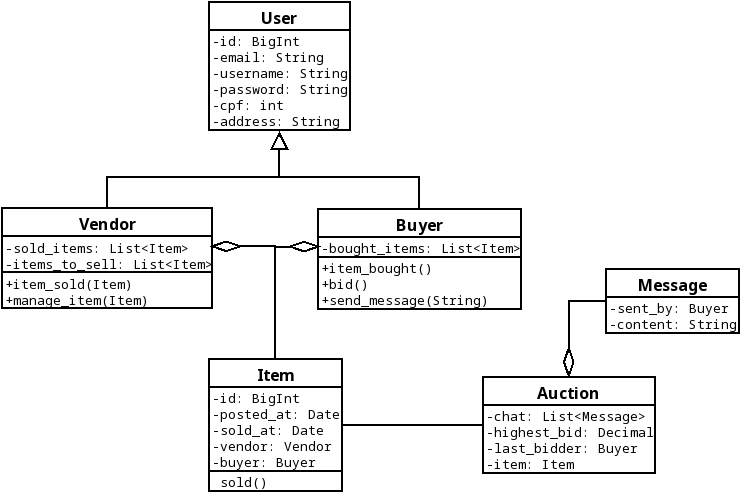 User
-id: BigInt
-email: String
-username: String
-password: String
-cpf: int
-address: String
Vendor
-sold_items: List<Item>
-items_to_sell: List<Item>
+item_sold(Item)
+manage_item(Item)
Buyer
-bought_items: List<Item>
+item_bought()
+bid()
+send_message(String)
Message
-sent_by: Buyer
-content: String
Item
-id: BigInt
-posted_at: Date
-sold_at: Date
-vendor: Vendor
-buyer: Buyer
sold()
Auction
-chat: List<Message>
-highest_bid: Decimal
-last_bidder: Buyer
-item: Item